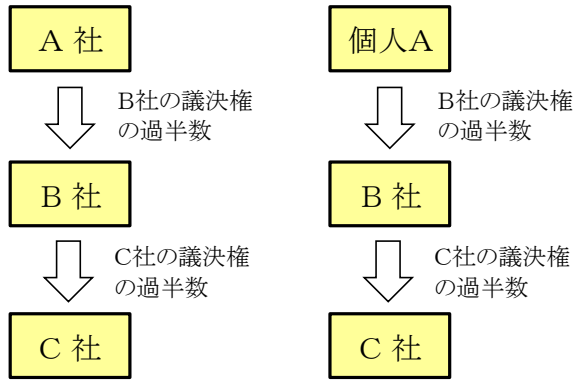 A 社
B社の議決権
の過半数
B 社
C社の議決権
の過半数
C 社
個人A
B社の議決権
の過半数
B 社
C社の議決権
の過半数
C 社